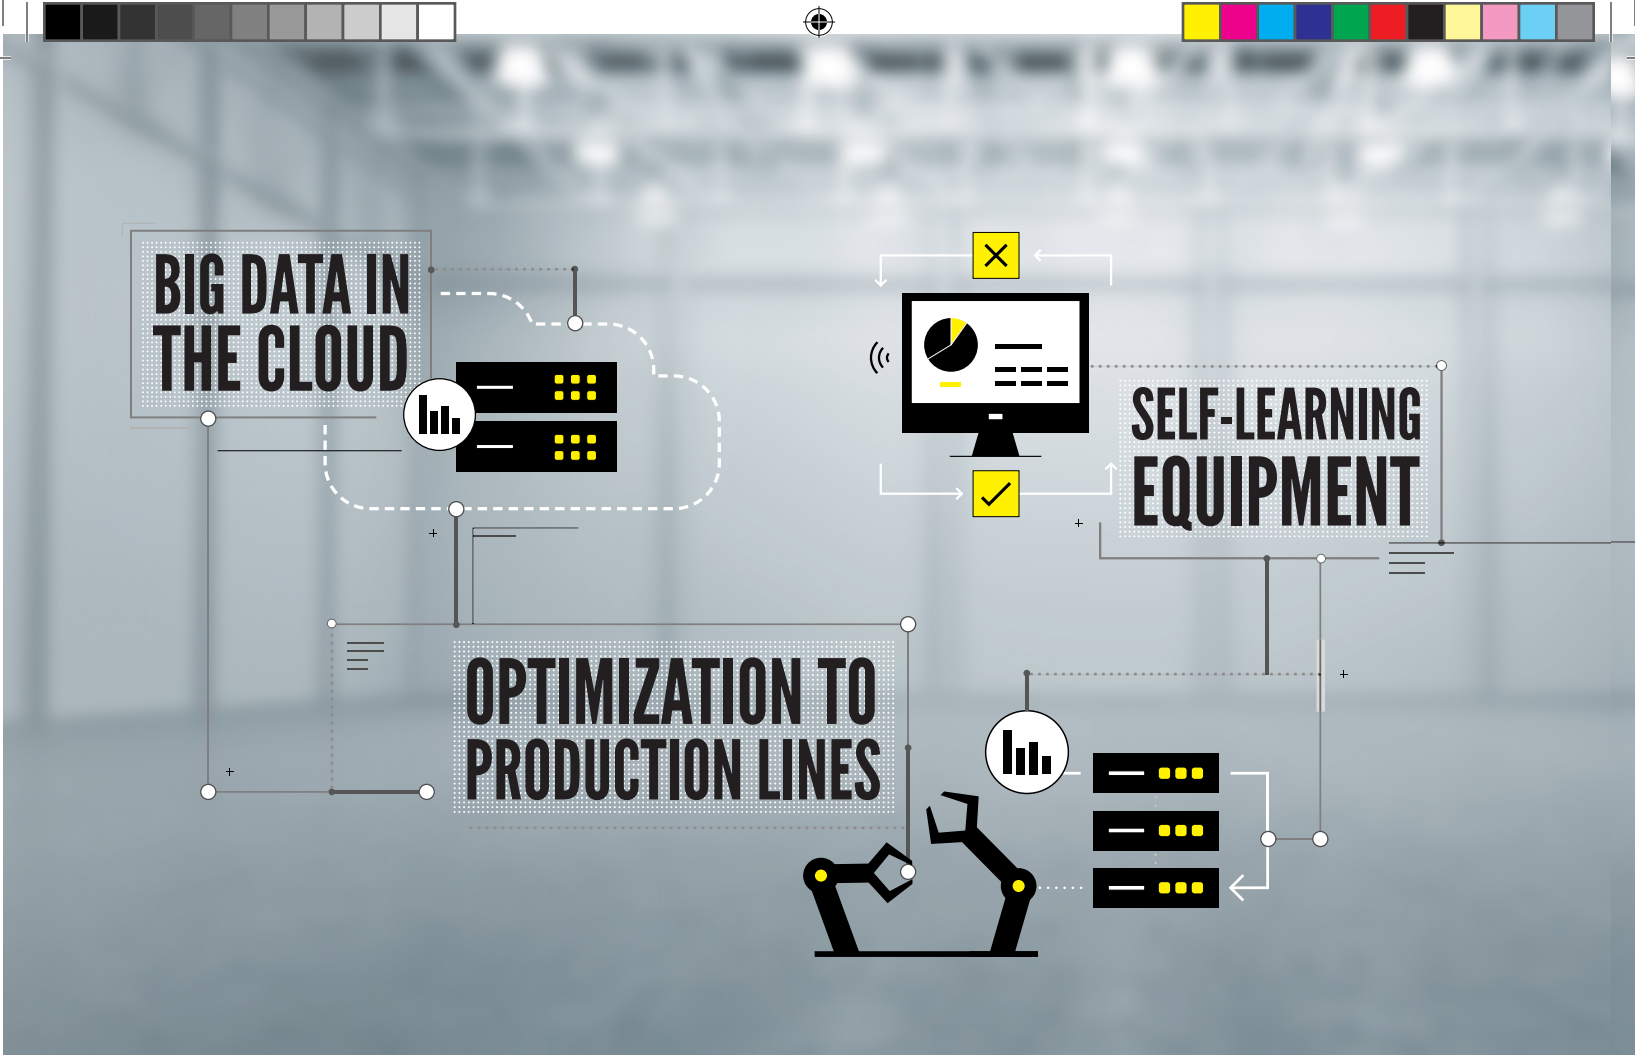 BIG DATA IN
THE CLOUD
SELF-LEARNING
EQUIPMENT
OPTIMIZATION TO
PRODUCTION LINES